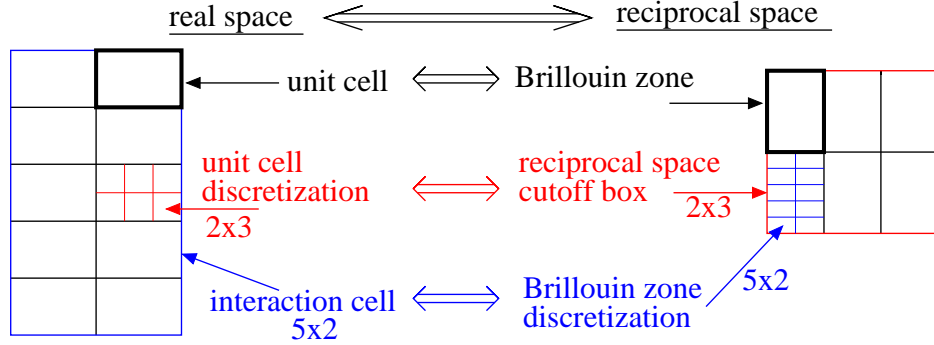 real space
reciprocal space
unit cell
Brillouin zone
unit cell
discretization
2x3
reciprocal space
cutoff box
2x3
interaction cell
5x2
Brillouin zone
discretization
5x2